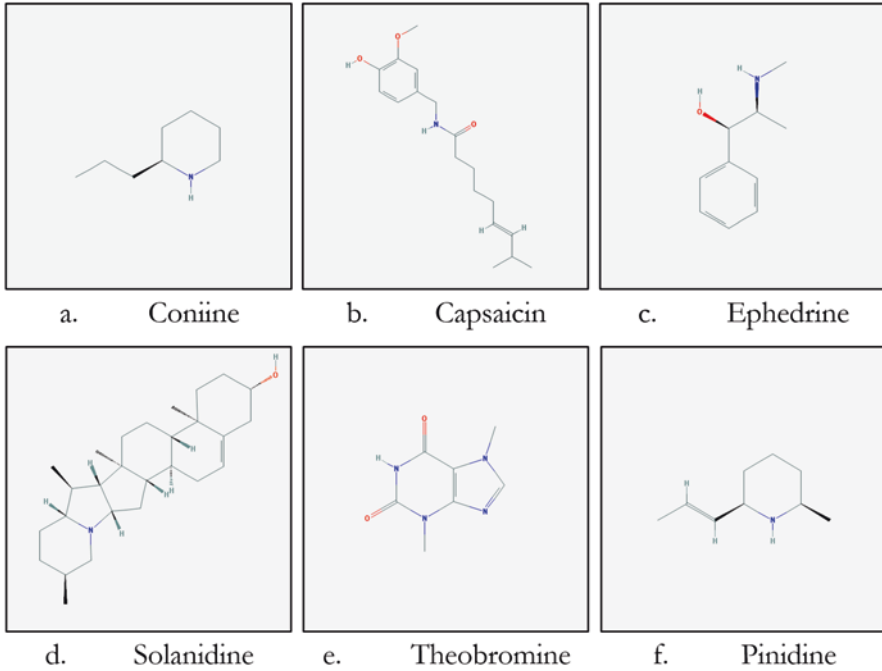 a. Coniine b. Capsaicin c. Ephedrine
d. Solanidine e. Theobromine f. Pinidine
N
H
H O
O
N
H
O
H H
H
N
H
O
H
O
H
H
H
H
H
N
H
O
H N
O
N
N
N
H
H
N
H